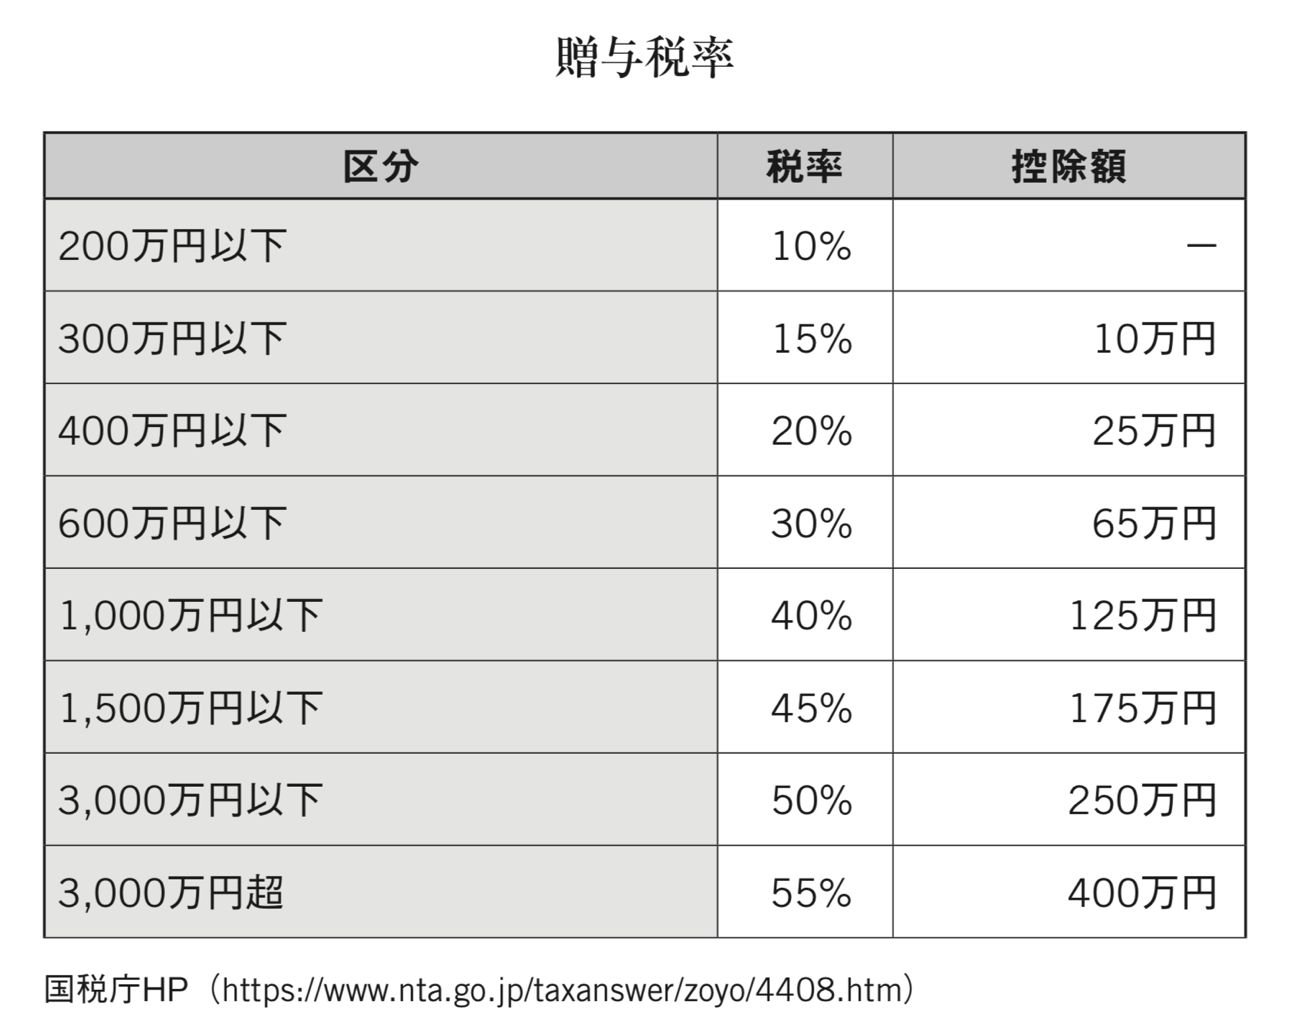 贈与税率
区分 税率 控除額
200万円以下 10% －
300万円以下 15% 10万円
400万円以下 20% 25万円
600万円以下 30% 65万円
1,000万円以下 40% 125万円
1,500万円以下 45% 175万円
3,000万円以下 50% 250万円
3,000万円超 55% 400万円
国税庁HP（https://www.nta.go.jp/taxanswer/zoyo/4408.htm）